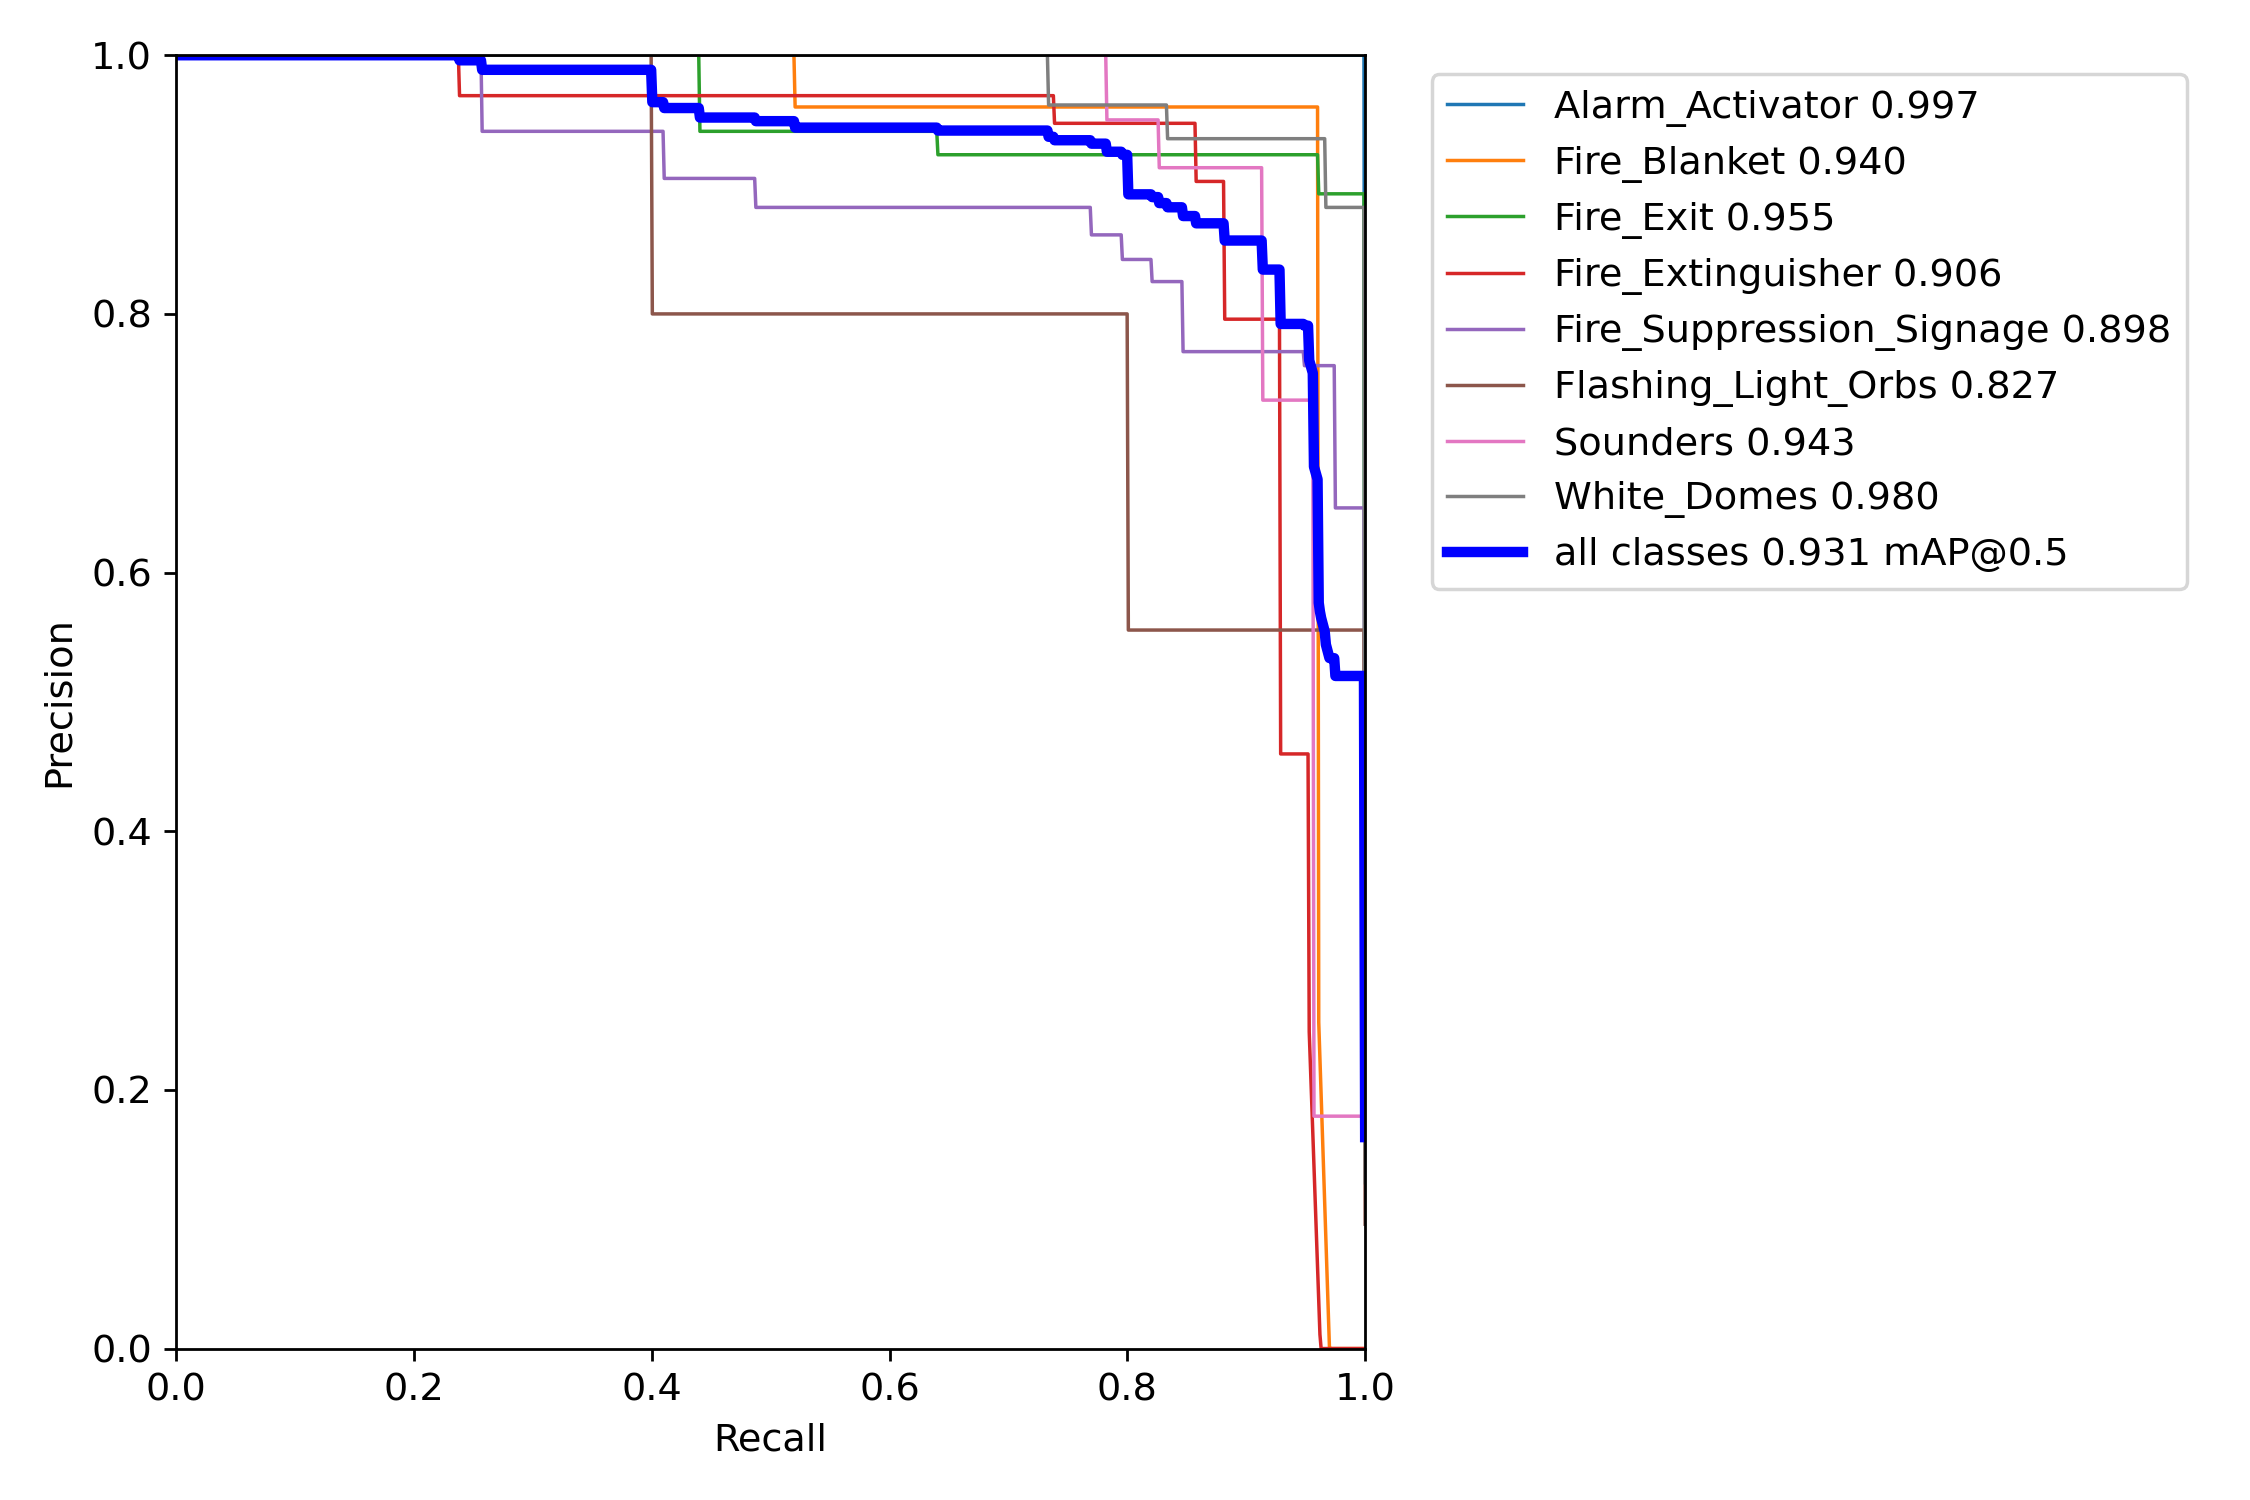 1.0
0.8
0.6
0.4
0.2
0.0
Precision
0.0 0.2 0.4 0.6 0.8 1.0
Recall
Alarm_Activator 0.997
Fire_Blanket 0.940
Fire_Exit 0.955
Fire_Extinguisher 0.906
Fire_Suppression_Signage 0.898
Flashing_Light_Orbs 0.827
Sounders 0.943
White_Domes 0.980
all classes 0.931 mAP@0.5